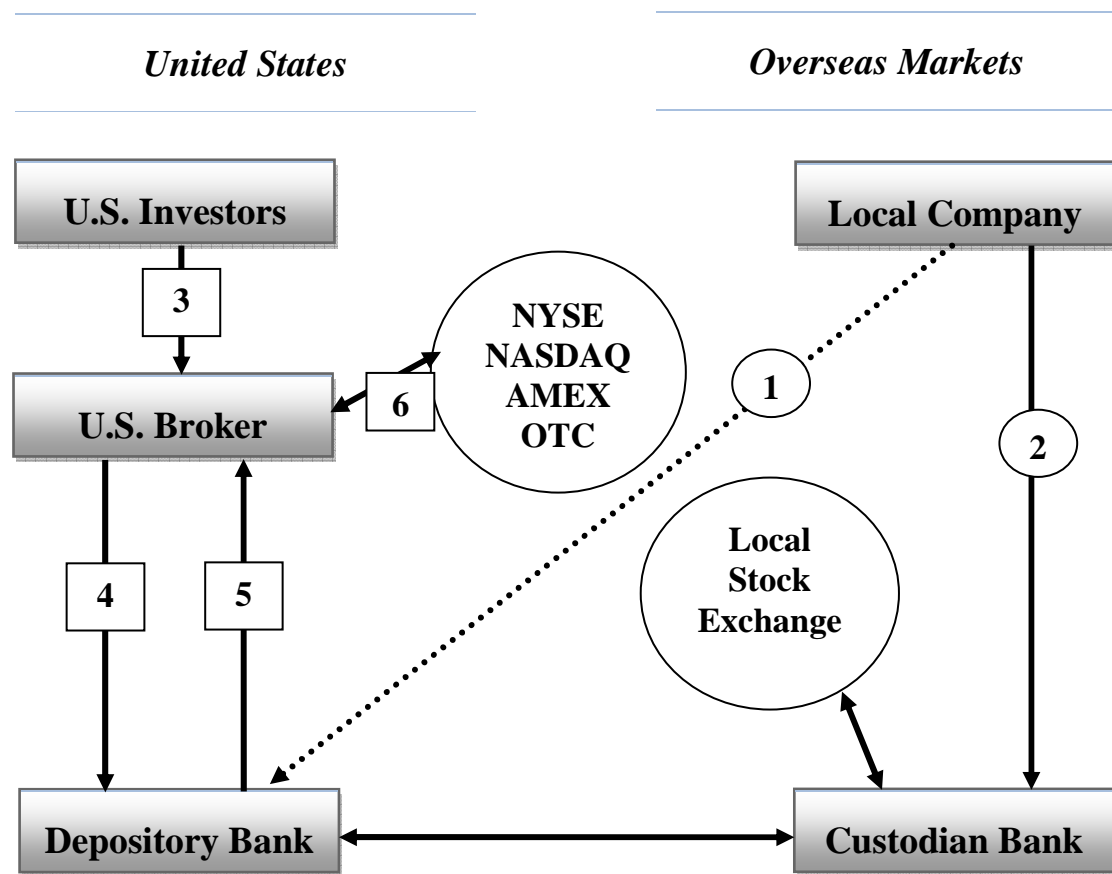 United States
Overseas Markets
U.S. Investors
Local Company
3
NYSE
NASDAQ
AMEX
OTC
1
6
U.S. Broker
2
Local
Stock
Exchange
4
5
Depository Bank
Custodian Bank